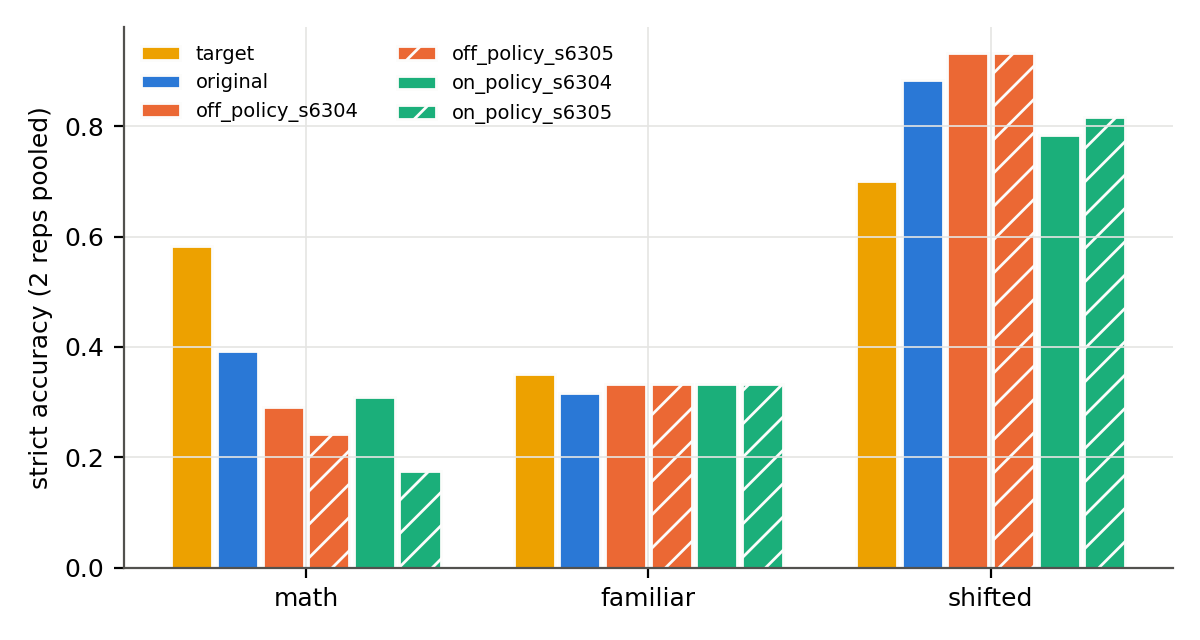 target
original
off_policy_s6304
off_policy_s6305
on_policy_s6304
on_policy_s6305
strict accuracy (2 reps pooled)
0.8
0.6
0.4
0.2
0.0
math
familiar
shifted